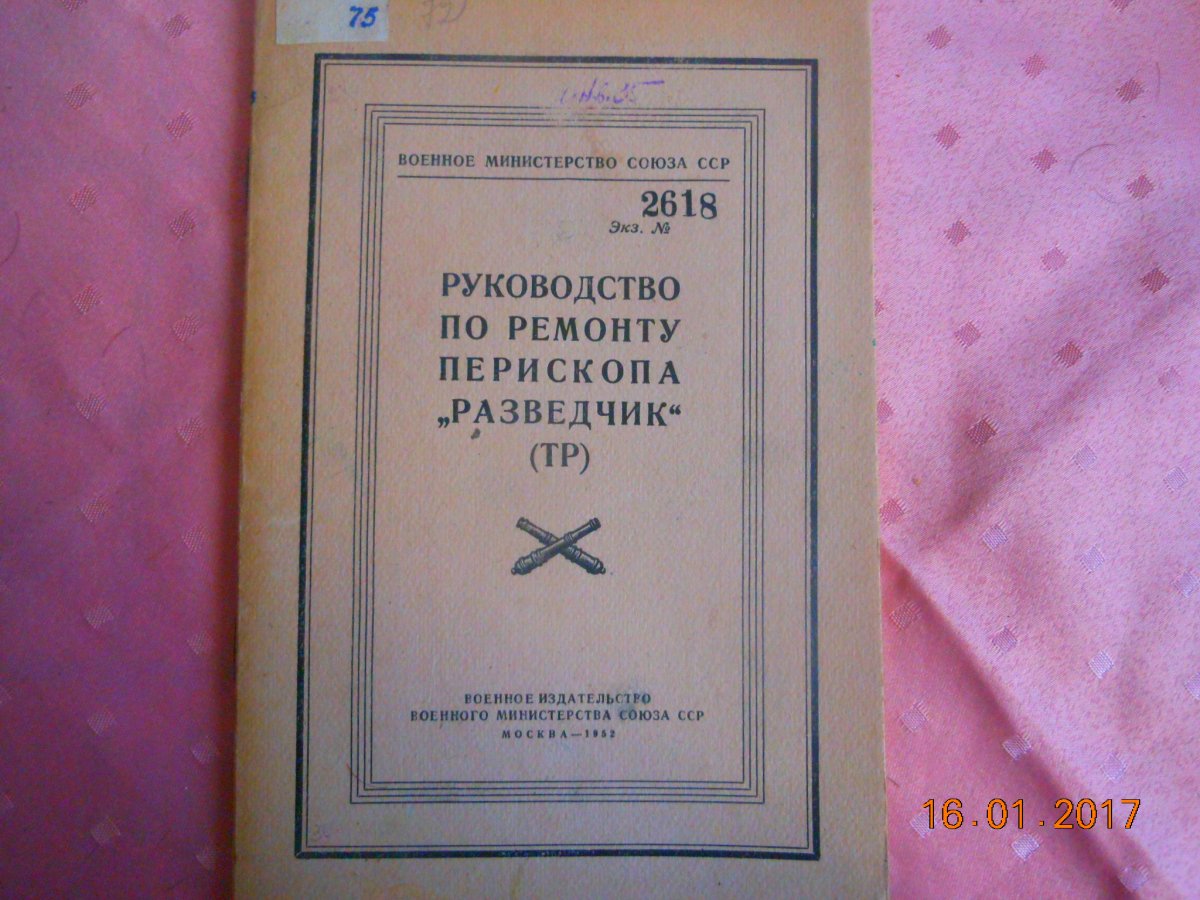 75
72
ВОЕННОЕ МИНИСТЕРСТВО СОЮЗА ССР
2618
Экз. №
РУКОВОДСТВО
ПО РЕМОНТУ
ПЕРИСКОПА
„РАЗВЕДЧИК“
(ТР)
ВОЕННОЕ ИЗДАТЕЛЬСТВО
ВОЕННОГО МИНИСТЕРСТВА СОЮЗА ССР
МОСКВА—1952
16.01.2017